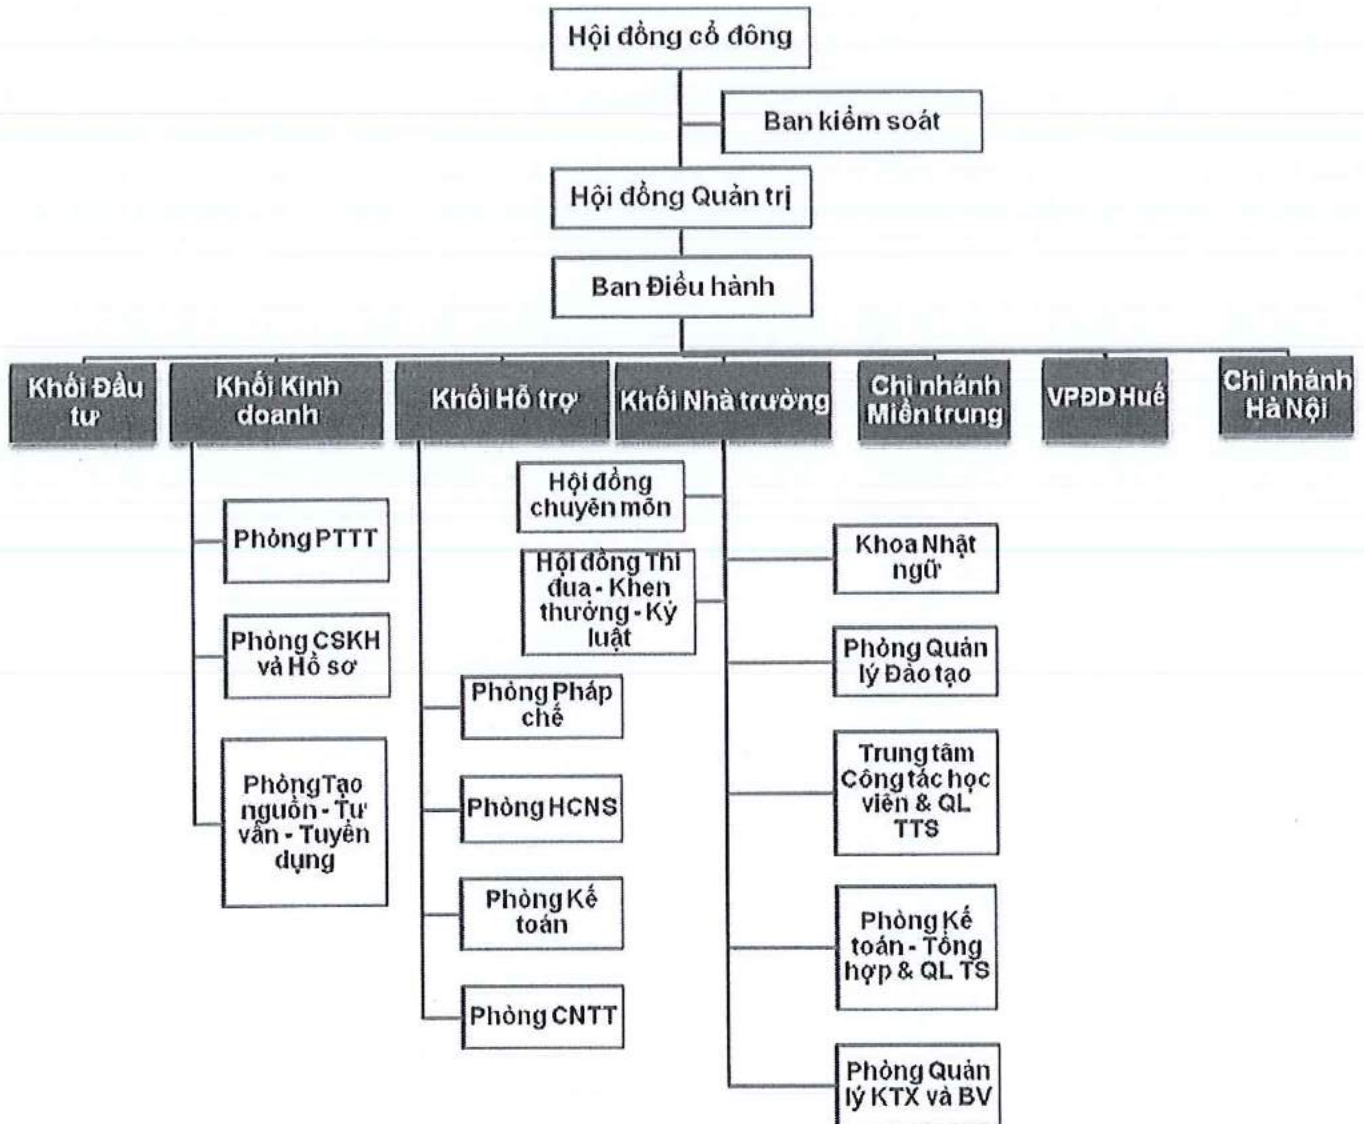 Hội đồng cổ đông
Ban kiểm soát
Hội đồng Quản trị
Ban Điều hành
Khối Đầu
tư
Khối Kinh
doanh
Khối Hỗ trợ
Khối Nhà trường
Chi nhánh
Miền trung
VPĐD Huế
Chi nhánh
Hà Nội
Phòng PTTT
Phòng CSKH
và Hồ sơ
Phòng Tạo
nguồn - Tư
vấn - Tuyển
dụng
Phòng Pháp
chế
Phòng HCNS
Phòng Kế
toán
Phòng CNTT
Hội đồng
chuyên môn
Hội đồng Thi
đua - Khen
thưởng - Kỷ
luật
Khoa Nhật
ngữ
Phòng Quản
lý Đào tạo
Trung tâm
Công tác học
viên & QL
TTS
Phòng Kế
toán - Tổng
hợp & QL TS
Phòng Quản
lý KTX và BV